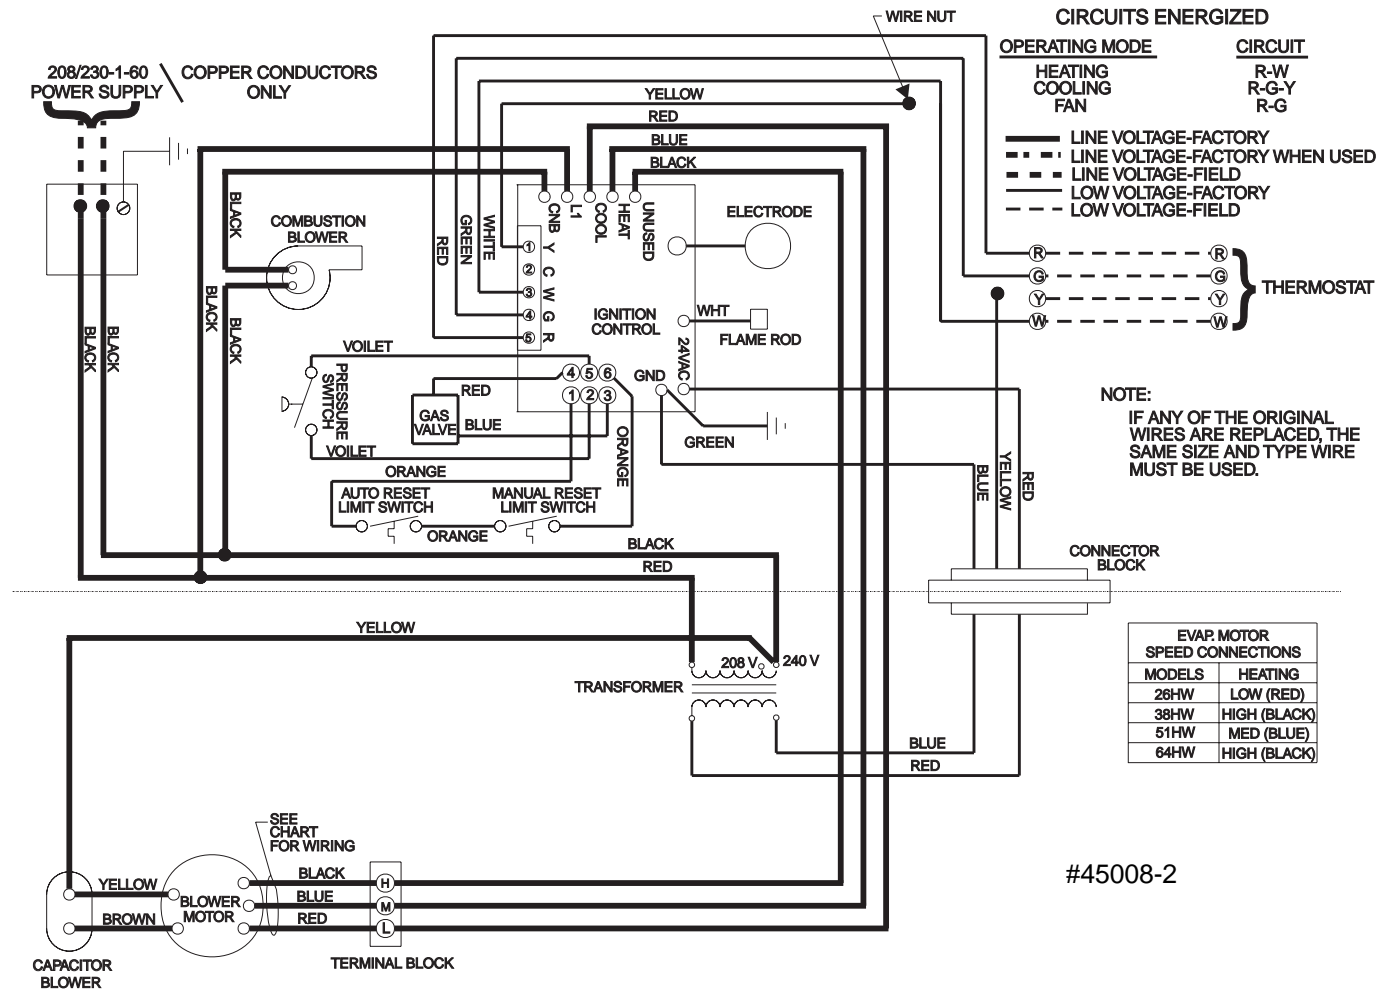 WIRE NUT
CIRCUITS ENERGIZED
OPERATING MODE CIRCUIT
HEATING R-W
COOLING R-G-Y
FAN R-G
208/230-1-60
POWER SUPPLY
COPPER CONDUCTORS
ONLY
YELLOW
RED
BLUE
BLACK
LINE VOLTAGE-FACTORY
LINE VOLTAGE-FACTORY WHEN USED
LINE VOLTAGE-FIELD
LOW VOLTAGE-FACTORY
LOW VOLTAGE-FIELD
BLACK
COMBUSTION
BLOWER
RED
GREEN
WHITE
CNB
L1
COOL
HEAT
UNUSED
ELECTRODE
1 Y
2 C
3 W
4 G
5 R
IGNITION
CONTROL
WHT
FLAME ROD
24VAC
GND
R R
G G
Y Y
W W
THERMOSTAT
BLACK
BLACK
BLACK
BLACK
VOILET
PRESSURE
SWITCH
RED
4 5 6
1 2 3
GAS
VALVE
BLUE
VOILET
ORANGE
ORANGE
GREEN
AUTO RESET
LIMIT SWITCH
MANUAL RESET
LIMIT SWITCH
ORANGE
NOTE:
IF ANY OF THE ORIGINAL
WIRES ARE REPLACED, THE
SAME SIZE AND TYPE WIRE
MUST BE USED.
BLUE
YELLOW
RED
BLACK
RED
CONNECTOR
BLOCK
YELLOW
208 V
240 V
TRANSFORMER
BLUE
RED
EVAP. MOTOR
SPEED CONNECTIONS
MODELS HEATING
26HW LOW (RED)
38HW HIGH (BLACK)
51HW MED (BLUE)
64HW HIGH (BLACK)
SEE
CHART
FOR WIRING
YELLOW
BROWN
BLOWER
MOTOR
BLACK
BLUE
RED
H
M
L
CAPACITOR
BLOWER
TERMINAL BLOCK
#45008-2